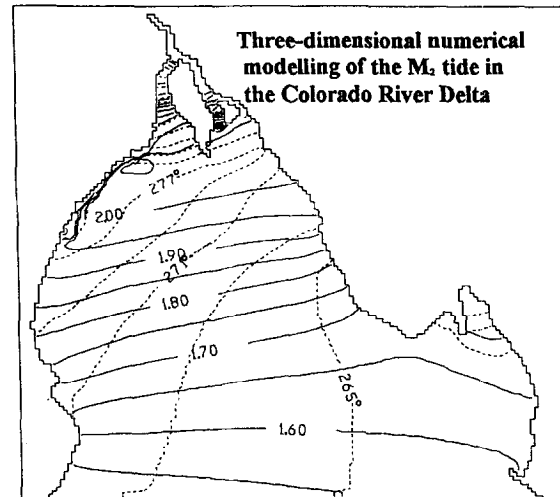 Three-dimensional numerical
modelling of the M₂ tide in
the Colorado River Delta
277°
2.00
1.90
271°
1.80
1.70
265°
1.60